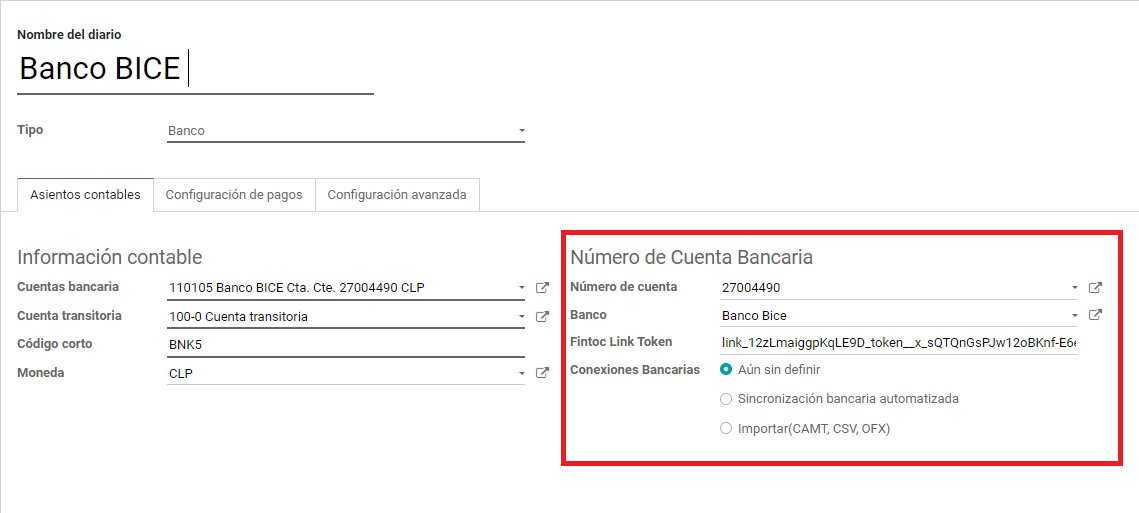 Nombre del diario
Banco BICE
Tipo
Banco
Asientos contables
Configuración de pagos
Configuración avanzada
Información contable
Cuentas bancaria
110105 Banco BICE Cta. Cte. 27004490 CLP
Cuenta transitoria
100-0 Cuenta transitoria
Código corto
BNK5
Moneda
CLP
Número de Cuenta Bancaria
Número de cuenta
27004490
Banco
Banco Bice
Fintoc Link Token
link_12zLmaiggpKqLE9D_token__x_sQTQnGsPJw12oBKnf-E6e
Conexiones Bancarias
Aún sin definir
Sincronización bancaria automatizada
Importar(CAMT, CSV, OFX)